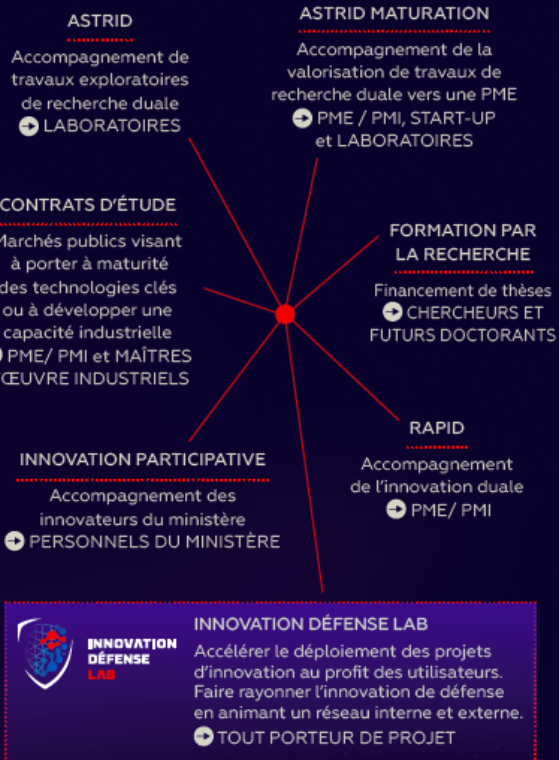 ASTRID
Accompagnement de
travaux exploratoires
de recherche duale
LABORATOIRES
ASTRID MATURATION
Accompagnement de la
valorisation de travaux de
recherche duale vers une PME
PME / PMI, START-UP
et LABORATOIRES
CONTRATS D'ÉTUDE
Marchés publics visant
à porter à maturité
des technologies clés
ou à développer une
capacité industrielle
PME/ PMI et MAÎTRES
ŒUVRE INDUSTRIELS
FORMATION PAR
LA RECHERCHE
Financement de thèses
CHERCHEURS ET
FUTURS DOCTORANTS
RAPID
Accompagnement
de l'innovation duale
PME/ PMI
INNOVATION PARTICIPATIVE
Accompagnement des
innovateurs du ministère
PERSONNELS DU MINISTÈRE
INNOVATION
DÉFENSE
LAB
INNOVATION DÉFENSE LAB
Accélérer le déploiement des projets
d'innovation au profit des utilisateurs.
Faire rayonner l'innovation de défense
en animant un réseau interne et externe.
TOUT PORTEUR DE PROJET